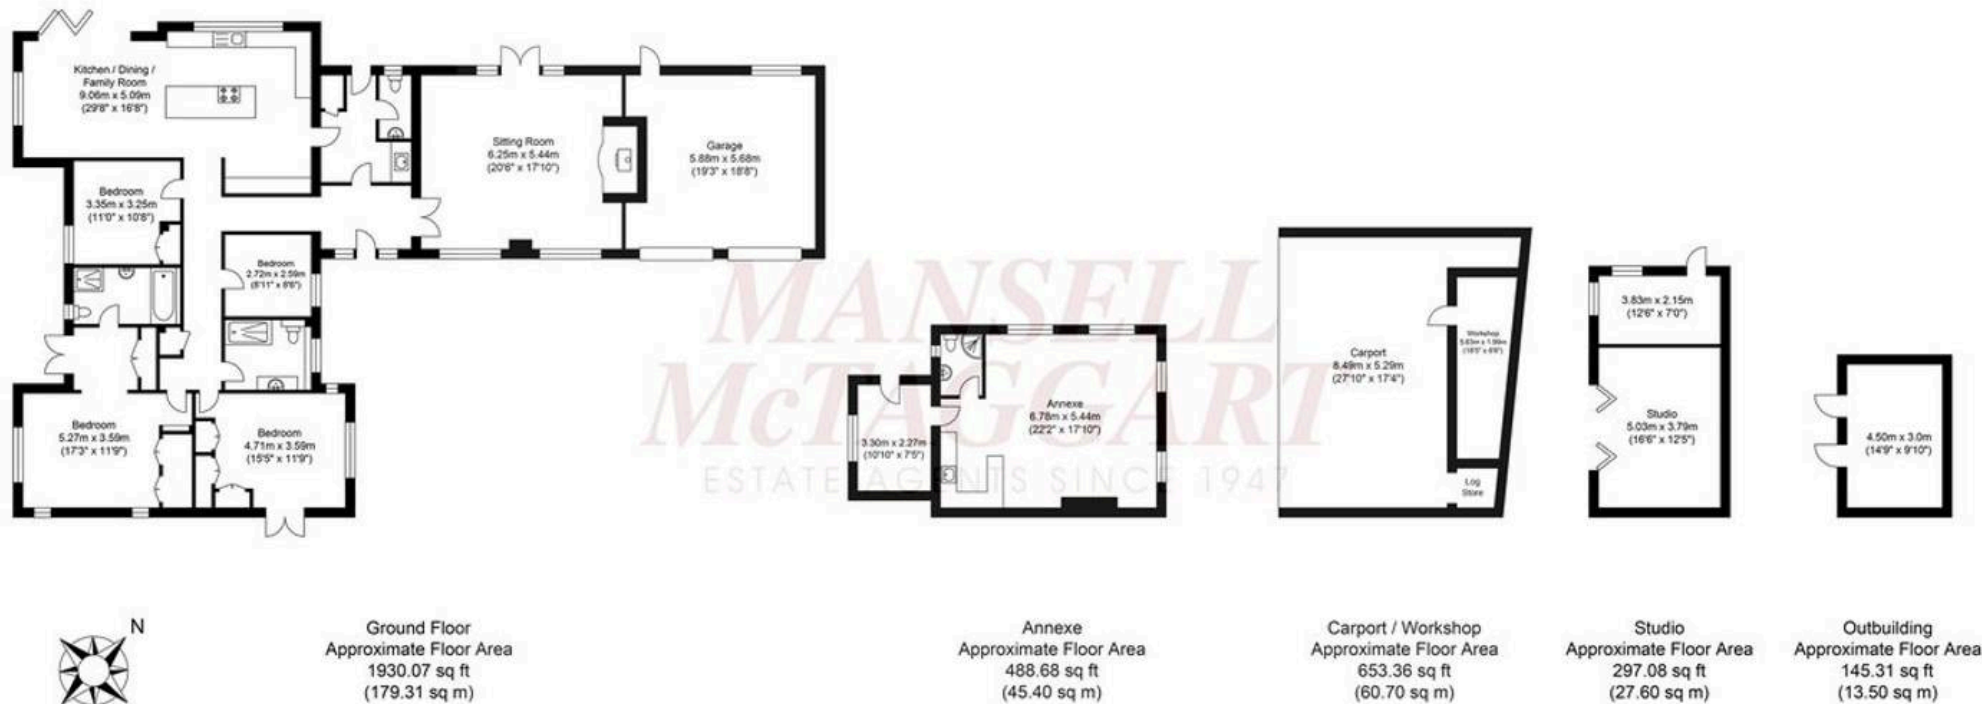 Kitchen / Dining /
Family Room
9.06m x 5.09m
(29'8" x 16'8")
Sitting Room
6.25m x 5.44m
(20'6" x 17'10")
Garage
5.88m x 5.68m
(19'3" x 18'8")
Bedroom
3.35m x 3.25m
(11'0" x 10'8")
Bedroom
2.72m x 2.59m
(8'11" x 8'6")
Bedroom
5.27m x 3.59m
(17'3" x 11'9")
Bedroom
4.71m x 3.59m
(15'5" x 11'9")
MANSELL
McTAGGART
ESTATE AGENTS SINCE 1947
3.30m x 2.27m
(10'10" x 7'5")
Annexe
6.78m x 5.44m
(22'2" x 17'10")
Carport
8.49m x 5.29m
(27'10" x 17'4")
Workshop
Log
Store
3.83m x 2.15m
(12'6" x 7'0")
Studio
5.03m x 3.79m
(16'6" x 12'5")
4.50m x 3.0m
(14'9" x 9'10")
N
Ground Floor
Approximate Floor Area
1930.07 sq ft
(179.31 sq m)
Annexe
Approximate Floor Area
488.68 sq ft
(45.40 sq m)
Carport / Workshop
Approximate Floor Area
653.36 sq ft
(60.70 sq m)
Studio
Approximate Floor Area
297.08 sq ft
(27.60 sq m)
Outbuilding
Approximate Floor Area
145.31 sq ft
(13.50 sq m)